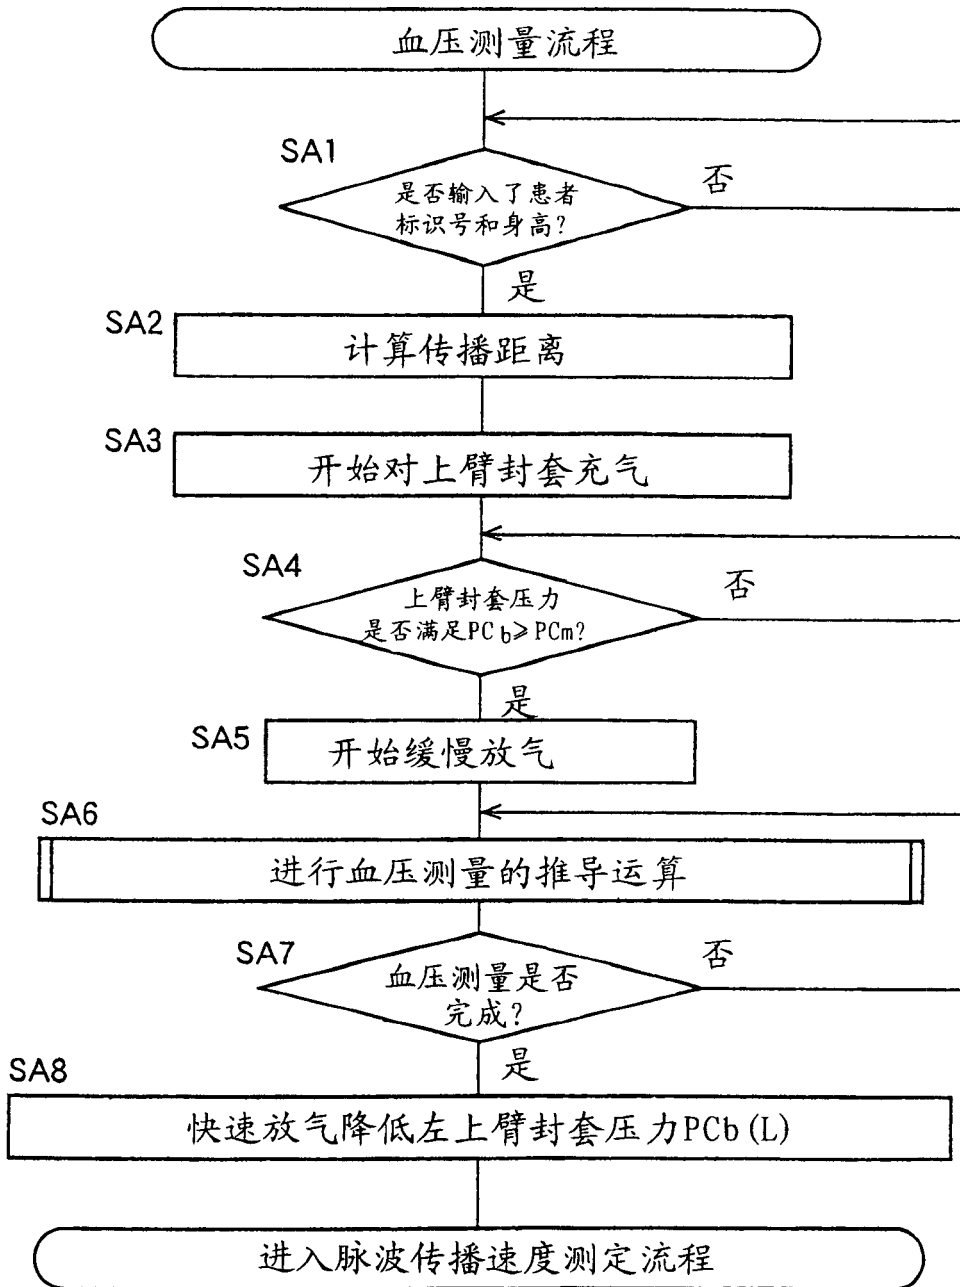 血压测量流程
SA1
是否输入了患者
标识号和身高?
否
是
SA2
计算传播距离
SA3
开始对上臂封套充气
SA4
上臂封套压力
是否满足PCb≥PCm?
否
是
SA5
开始缓慢放气
SA6
进行血压测量的推导运算
SA7
血压测量是否
完成?
否
是
SA8
快速放气降低左上臂封套压力PCb(L)
进入脉波传播速度测定流程